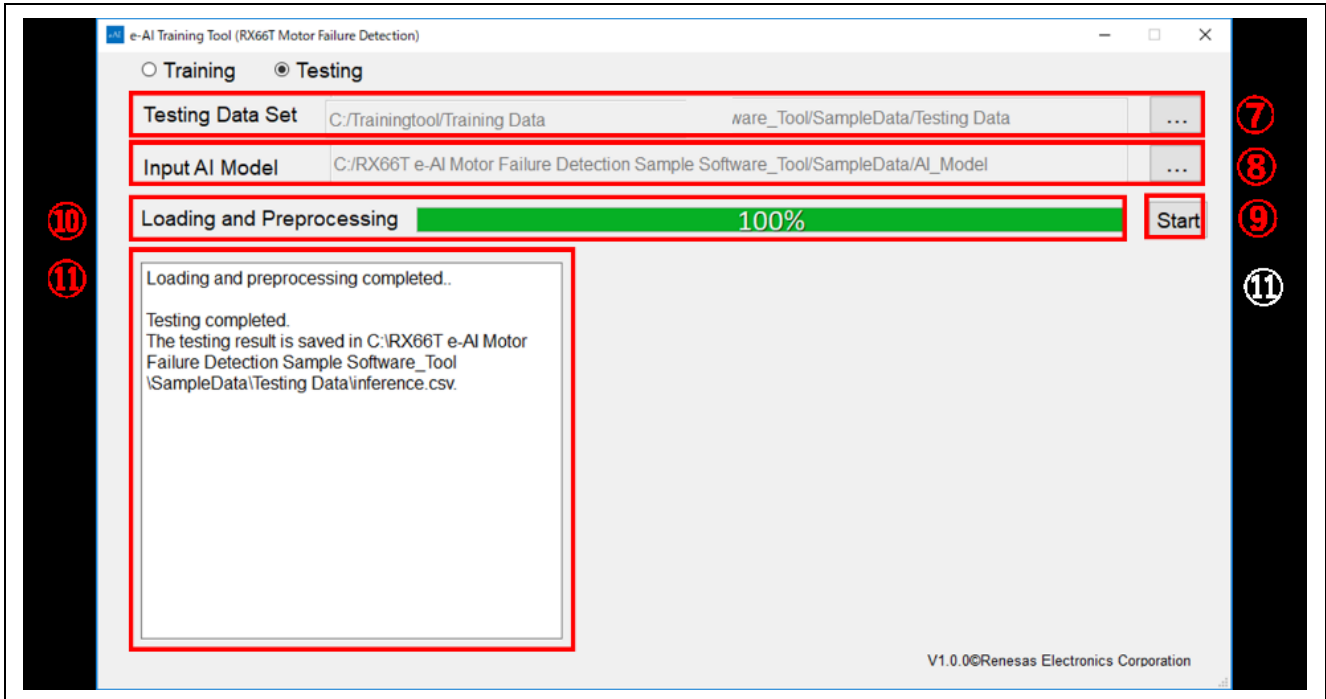 e-AI e-AI Training Tool (RX66T Motor Failure Detection)
Training Testing
Testing Data Set C:/Trainingtool/Training Data ware_Tool/SampleData/Testing Data ... ⑦
Input AI Model C:/RX66T e-AI Motor Failure Detection Sample Software_Tool/SampleData/AI_Model ... ⑧
⑩ Loading and Preprocessing 100% Start ⑨
⑪ ⑪
Loading and preprocessing completed..
Testing completed.
The testing result is saved in C:\RX66T e-AI Motor
Failure Detection Sample Software_Tool
\SampleData\Testing Data\inference.csv.
V1.0.0©Renesas Electronics Corporation